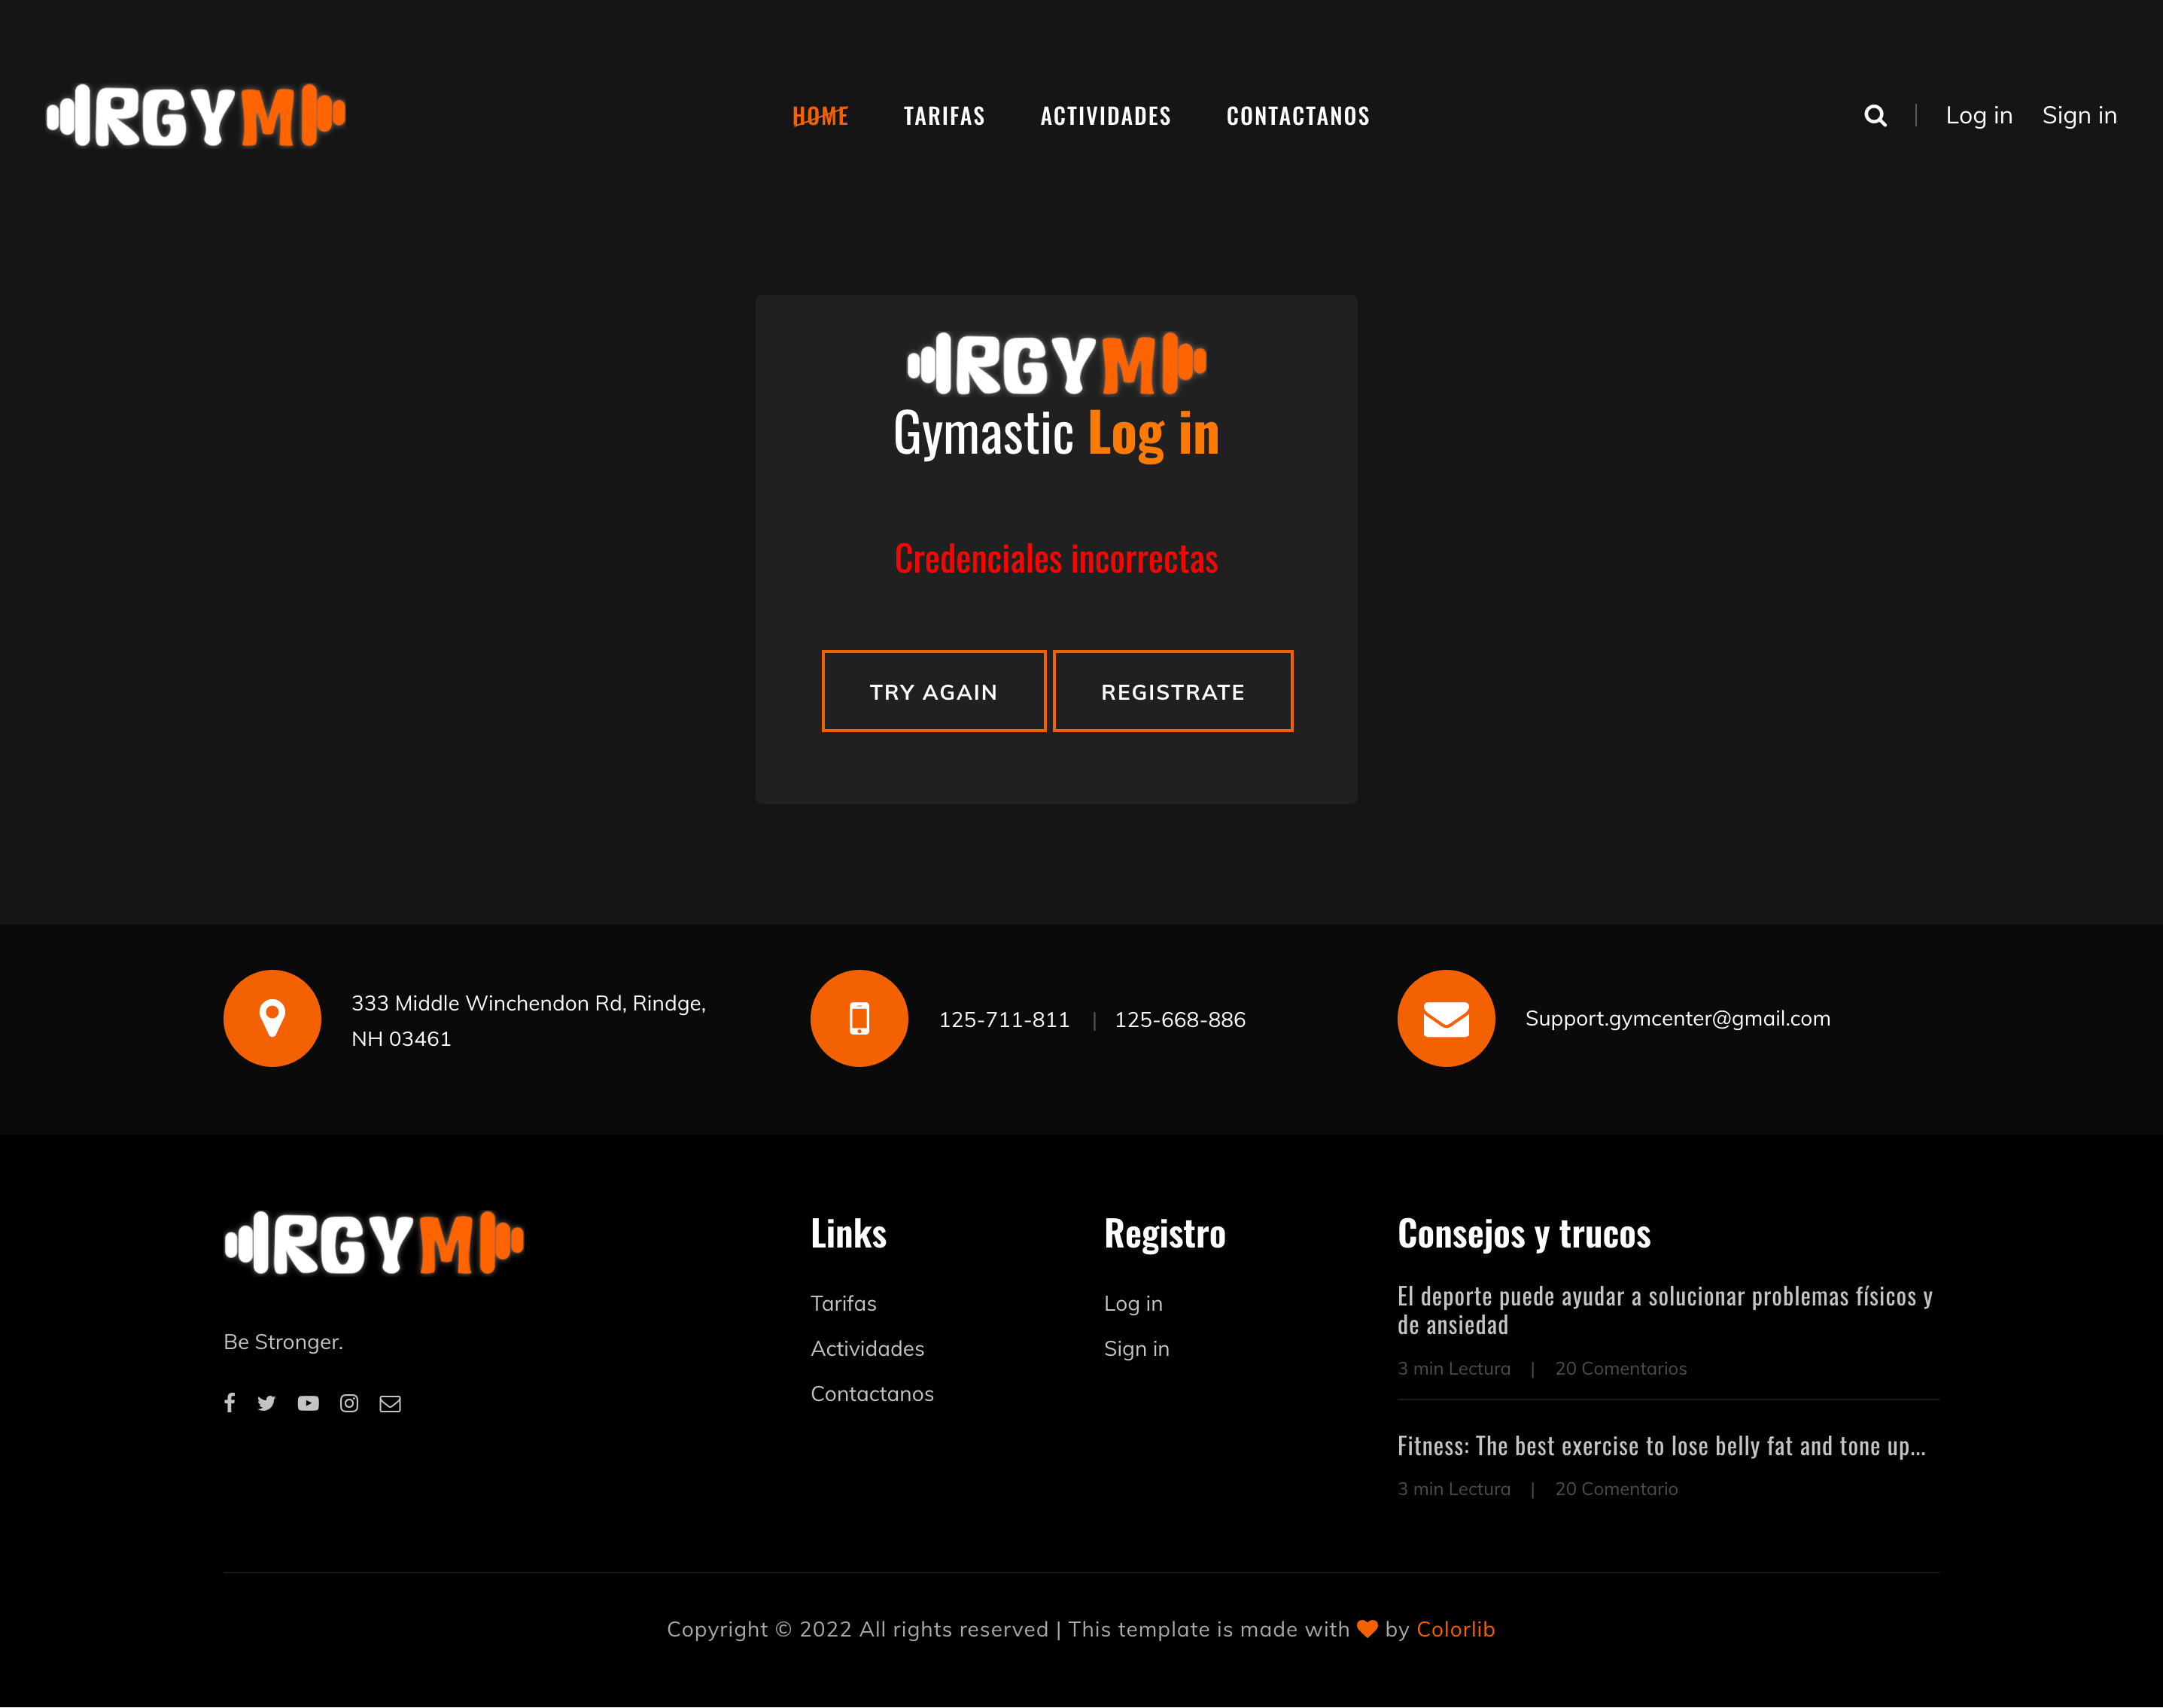 RGYM
HOME TARIFAS ACTIVIDADES CONTACTANOS
Log in Sign in
RGYM
Gymastic Log in
Credenciales incorrectas
TRY AGAIN REGISTRATE
333 Middle Winchendon Rd, Rindge,
NH 03461
125-711-811 | 125-668-886
Support.gymcenter@gmail.com
RGYM
Be Stronger.
Links
Tarifas
Actividades
Contactanos
Registro
Log in
Sign in
Consejos y trucos
El deporte puede ayudar a solucionar problemas físicos y
de ansiedad
3 min Lectura | 20 Comentarios
Fitness: The best exercise to lose belly fat and tone up...
3 min Lectura | 20 Comentario
Copyright © 2022 All rights reserved | This template is made with ♥ by Colorlib